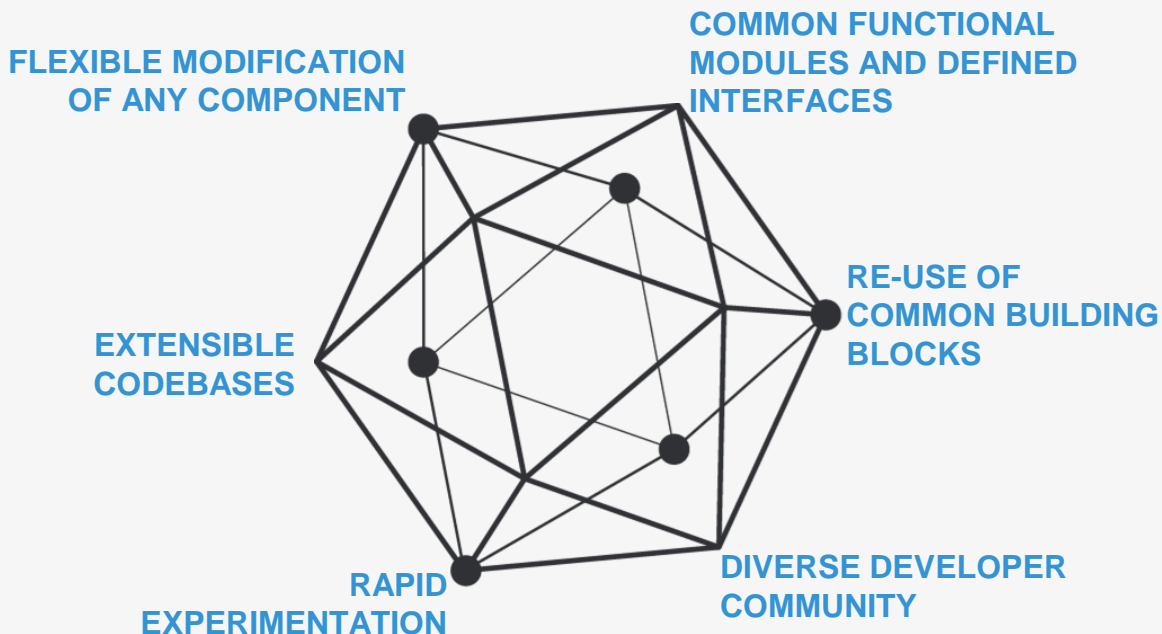 COMMON FUNCTIONAL
MODULES AND DEFINED
INTERFACES
FLEXIBLE MODIFICATION
OF ANY COMPONENT
RE-USE OF
COMMON BUILDING
BLOCKS
EXTENSIBLE
CODEBASES
DIVERSE DEVELOPER
COMMUNITY
RAPID
EXPERIMENTATION